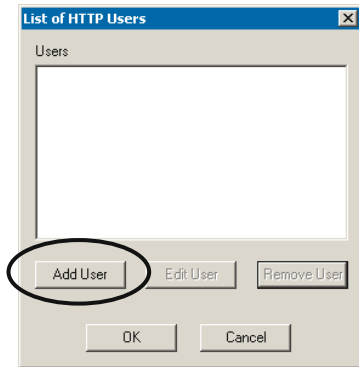 List of HTTP Users
Users
Add User Edit User Remove User
OK Cancel